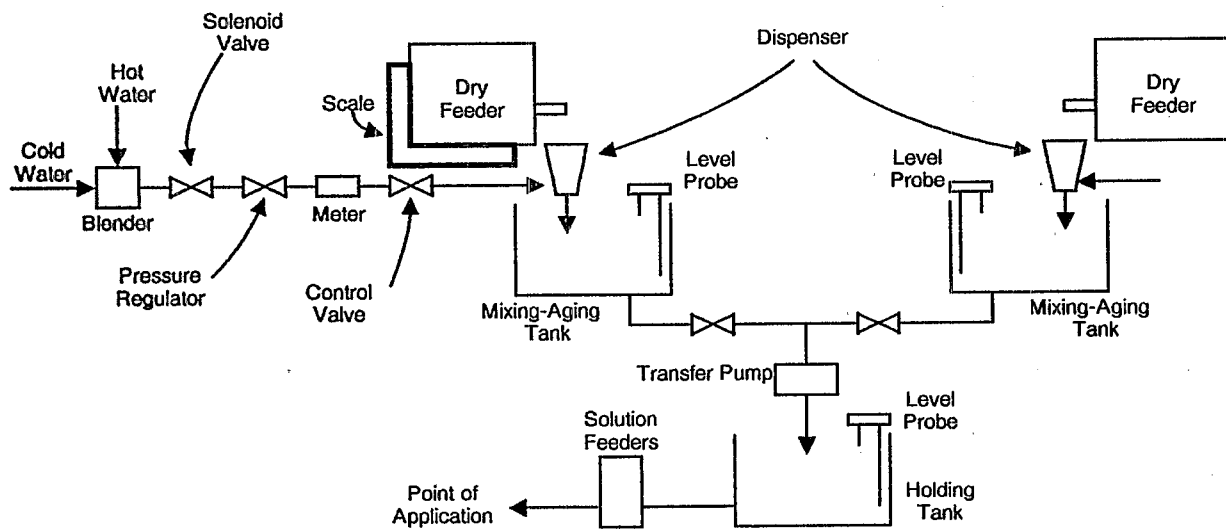 Solenoid
Valve
Hot
Water
Cold
Water
Blender
Pressure
Regulator
Meter
Scale
Dry
Feeder
Control
Valve
Dispenser
Level
Probe
Mixing-Aging
Tank
Dry
Feeder
Level
Probe
Mixing-Aging
Tank
Transfer Pump
Level
Probe
Holding
Tank
Solution
Feeders
Point of
Application